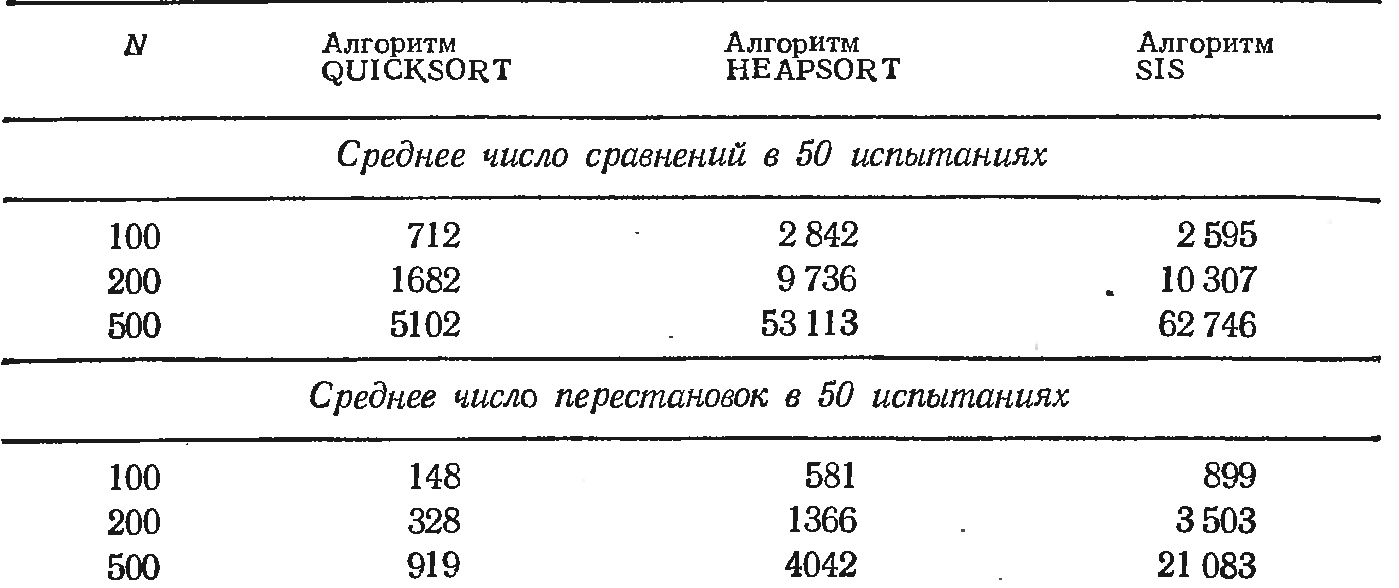 N Алгоритм Алгоритм Алгоритм
QUICKSORT HEAPSORT SIS
Среднее число сравнений в 50 испытаниях
100 712 2 842 2 595
200 1682 9 736 10 307
500 5102 53 113 62 746
Среднее число перестановок в 50 испытаниях
100 148 581 899
200 328 1366 3 503
500 919 4042 21 083